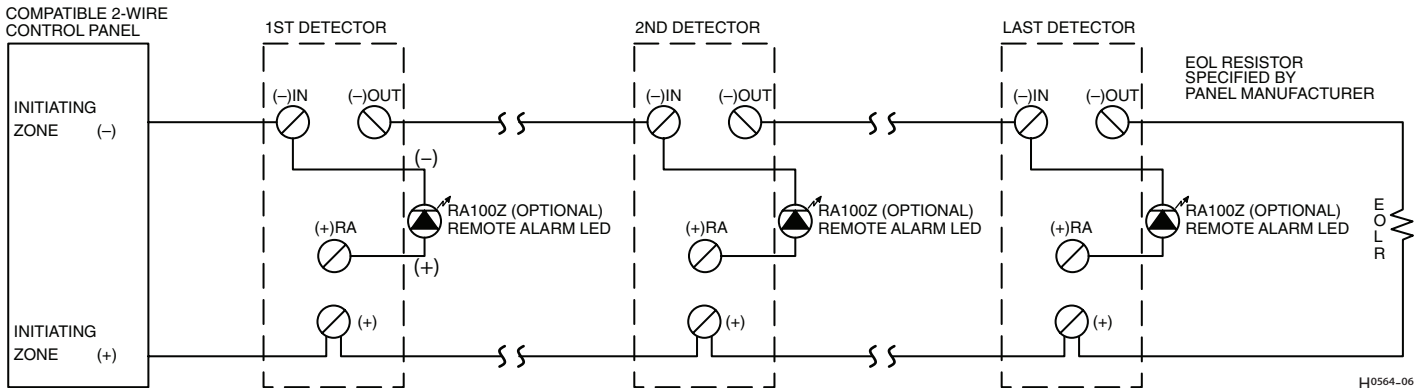 COMPATIBLE 2-WIRE
CONTROL PANEL
1ST DETECTOR
2ND DETECTOR
LAST DETECTOR
EOL RESISTOR
SPECIFIED BY
PANEL MANUFACTURER
INITIATING
ZONE (–)
(–)IN
(–)OUT
(–)
RA100Z (OPTIONAL)
REMOTE ALARM LED
(+)RA
(+)
(+)
(–)IN
(–)OUT
RA100Z (OPTIONAL)
REMOTE ALARM LED
(+)RA
(+)
(–)IN
(–)OUT
RA100Z (OPTIONAL)
REMOTE ALARM LED
(+)RA
(+)
E
O
L
R
INITIATING
ZONE (+)
H0564-06